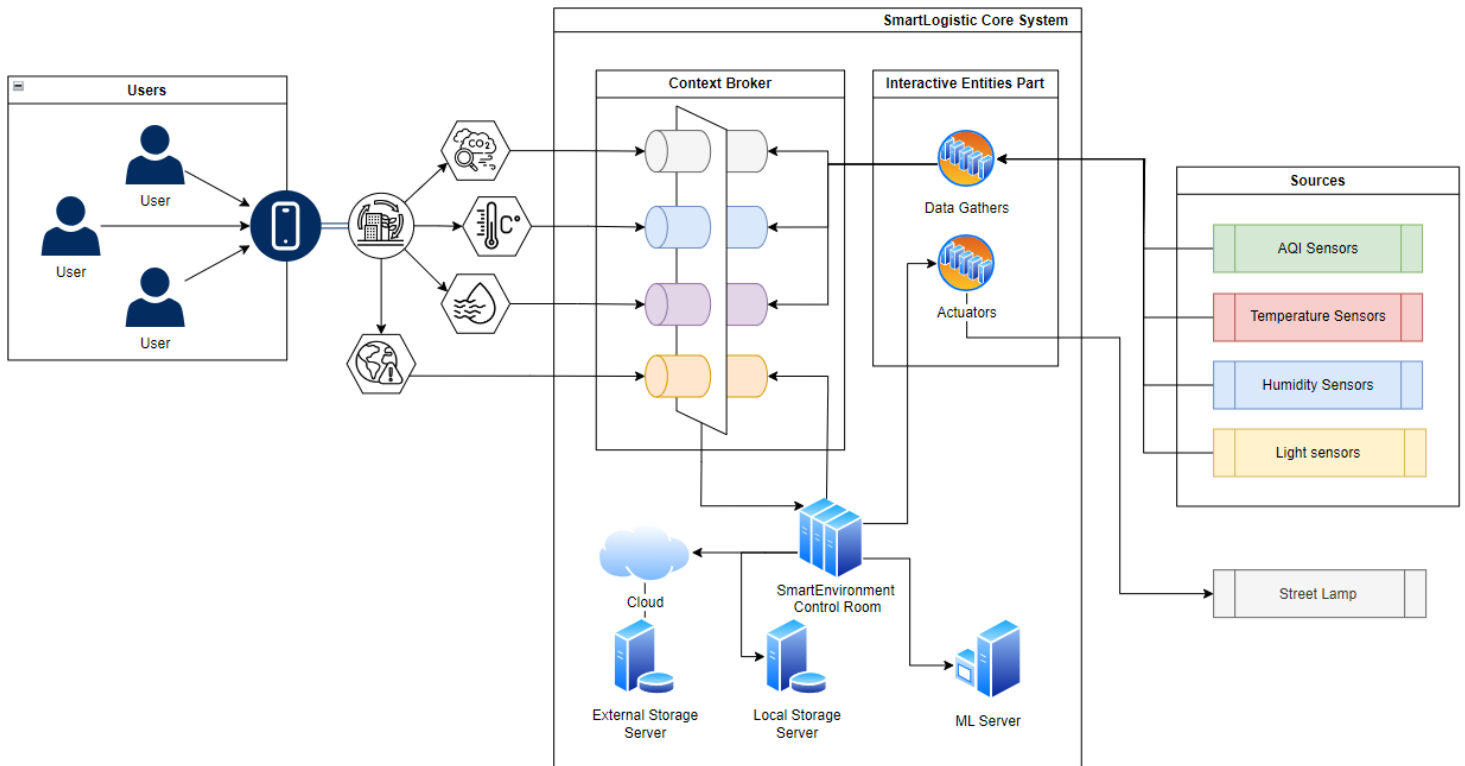 SmartLogistic Core System
Users
User
User
User
CO2
C°
Context Broker
Interactive Entities Part
Data Gathers
Actuators
Sources
AQI Sensors
Temperature Sensors
Humidity Sensors
Light sensors
Street Lamp
SmartEnvironment
Control Room
Cloud
External Storage
Server
Local Storage
Server
ML Server